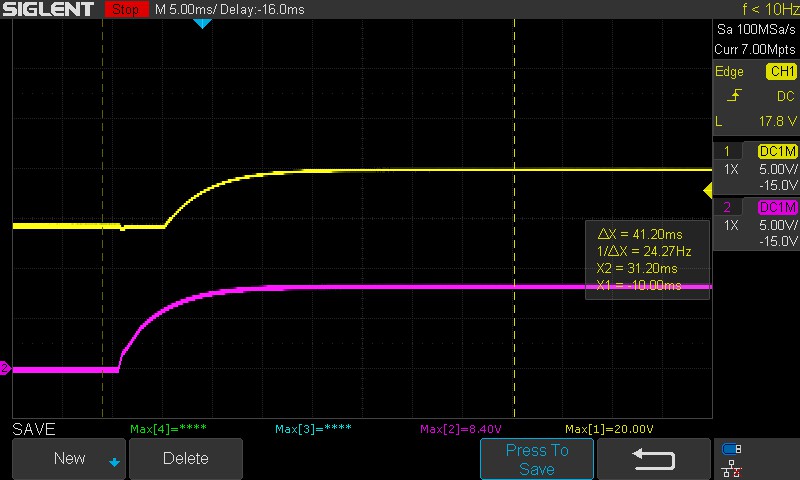 SIGLENT Stop M 5.00ms/ Delay:-16.0ms f < 10Hz
Sa 100MSa/s
Curr 7.00Mpts
Edge CH1
DC
L 17.8 V
1 DC1M
1X 5.00V/
-15.0V
2 DC1M
1X 5.00V/
-15.0V
ΔX = 41.20ms
1/ΔX = 24.27Hz
X2 = 31.20ms
X1 = -10.00ms
2
SAVE Max[4]=**** Max[3]=**** Max[2]=8.40V Max[1]=20.00V
New Delete Press To
Save